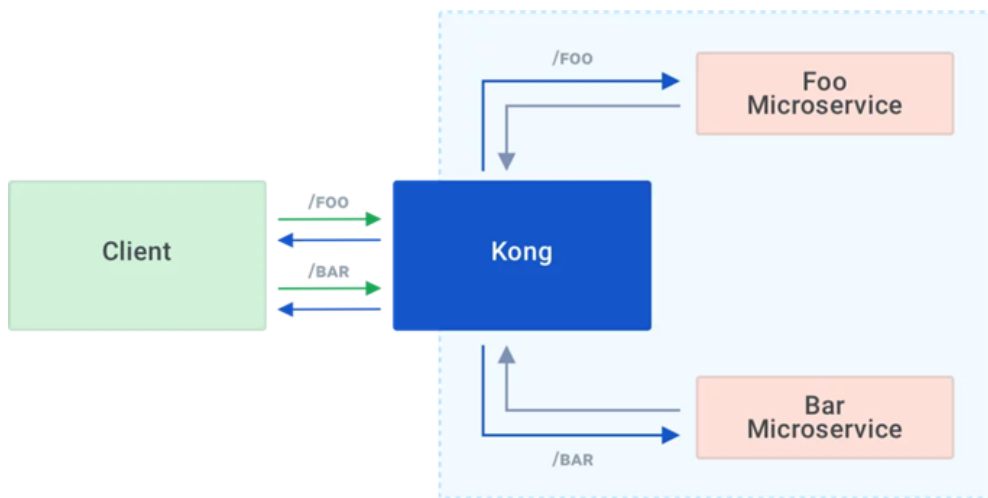 /FOO
Foo
Microservice
/FOO
Client
Kong
/BAR
Bar
Microservice
/BAR